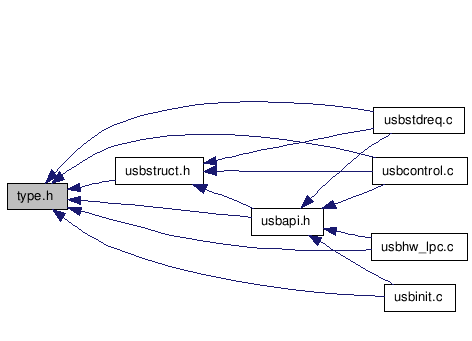 usbstdreq.c
usbstruct.h
usbcontrol.c
type.h
usbapi.h
usbhw_lpc.c
usbinit.c